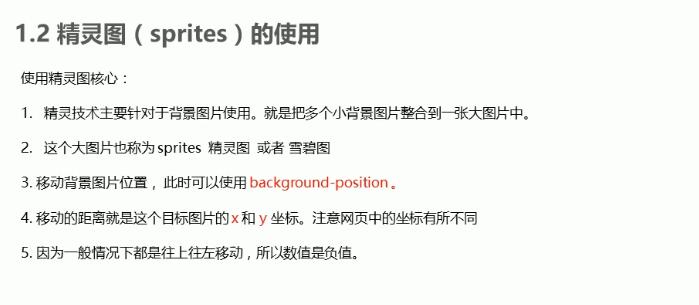 1.2 精灵图（sprites）的使用
使用精灵图核心：
1. 精灵技术主要针对于背景图片使用。就是把多个小背景图片整合到一张大图片中。
2. 这个大图片也称为 sprites 精灵图 或者 雪碧图
3. 移动背景图片位置，此时可以使用 background-position 。
4. 移动的距离就是这个目标图片的 x 和 y 坐标。注意网页中的坐标有所不同
5. 因为一般情况下都是往上往左移动，所以数值是负值。